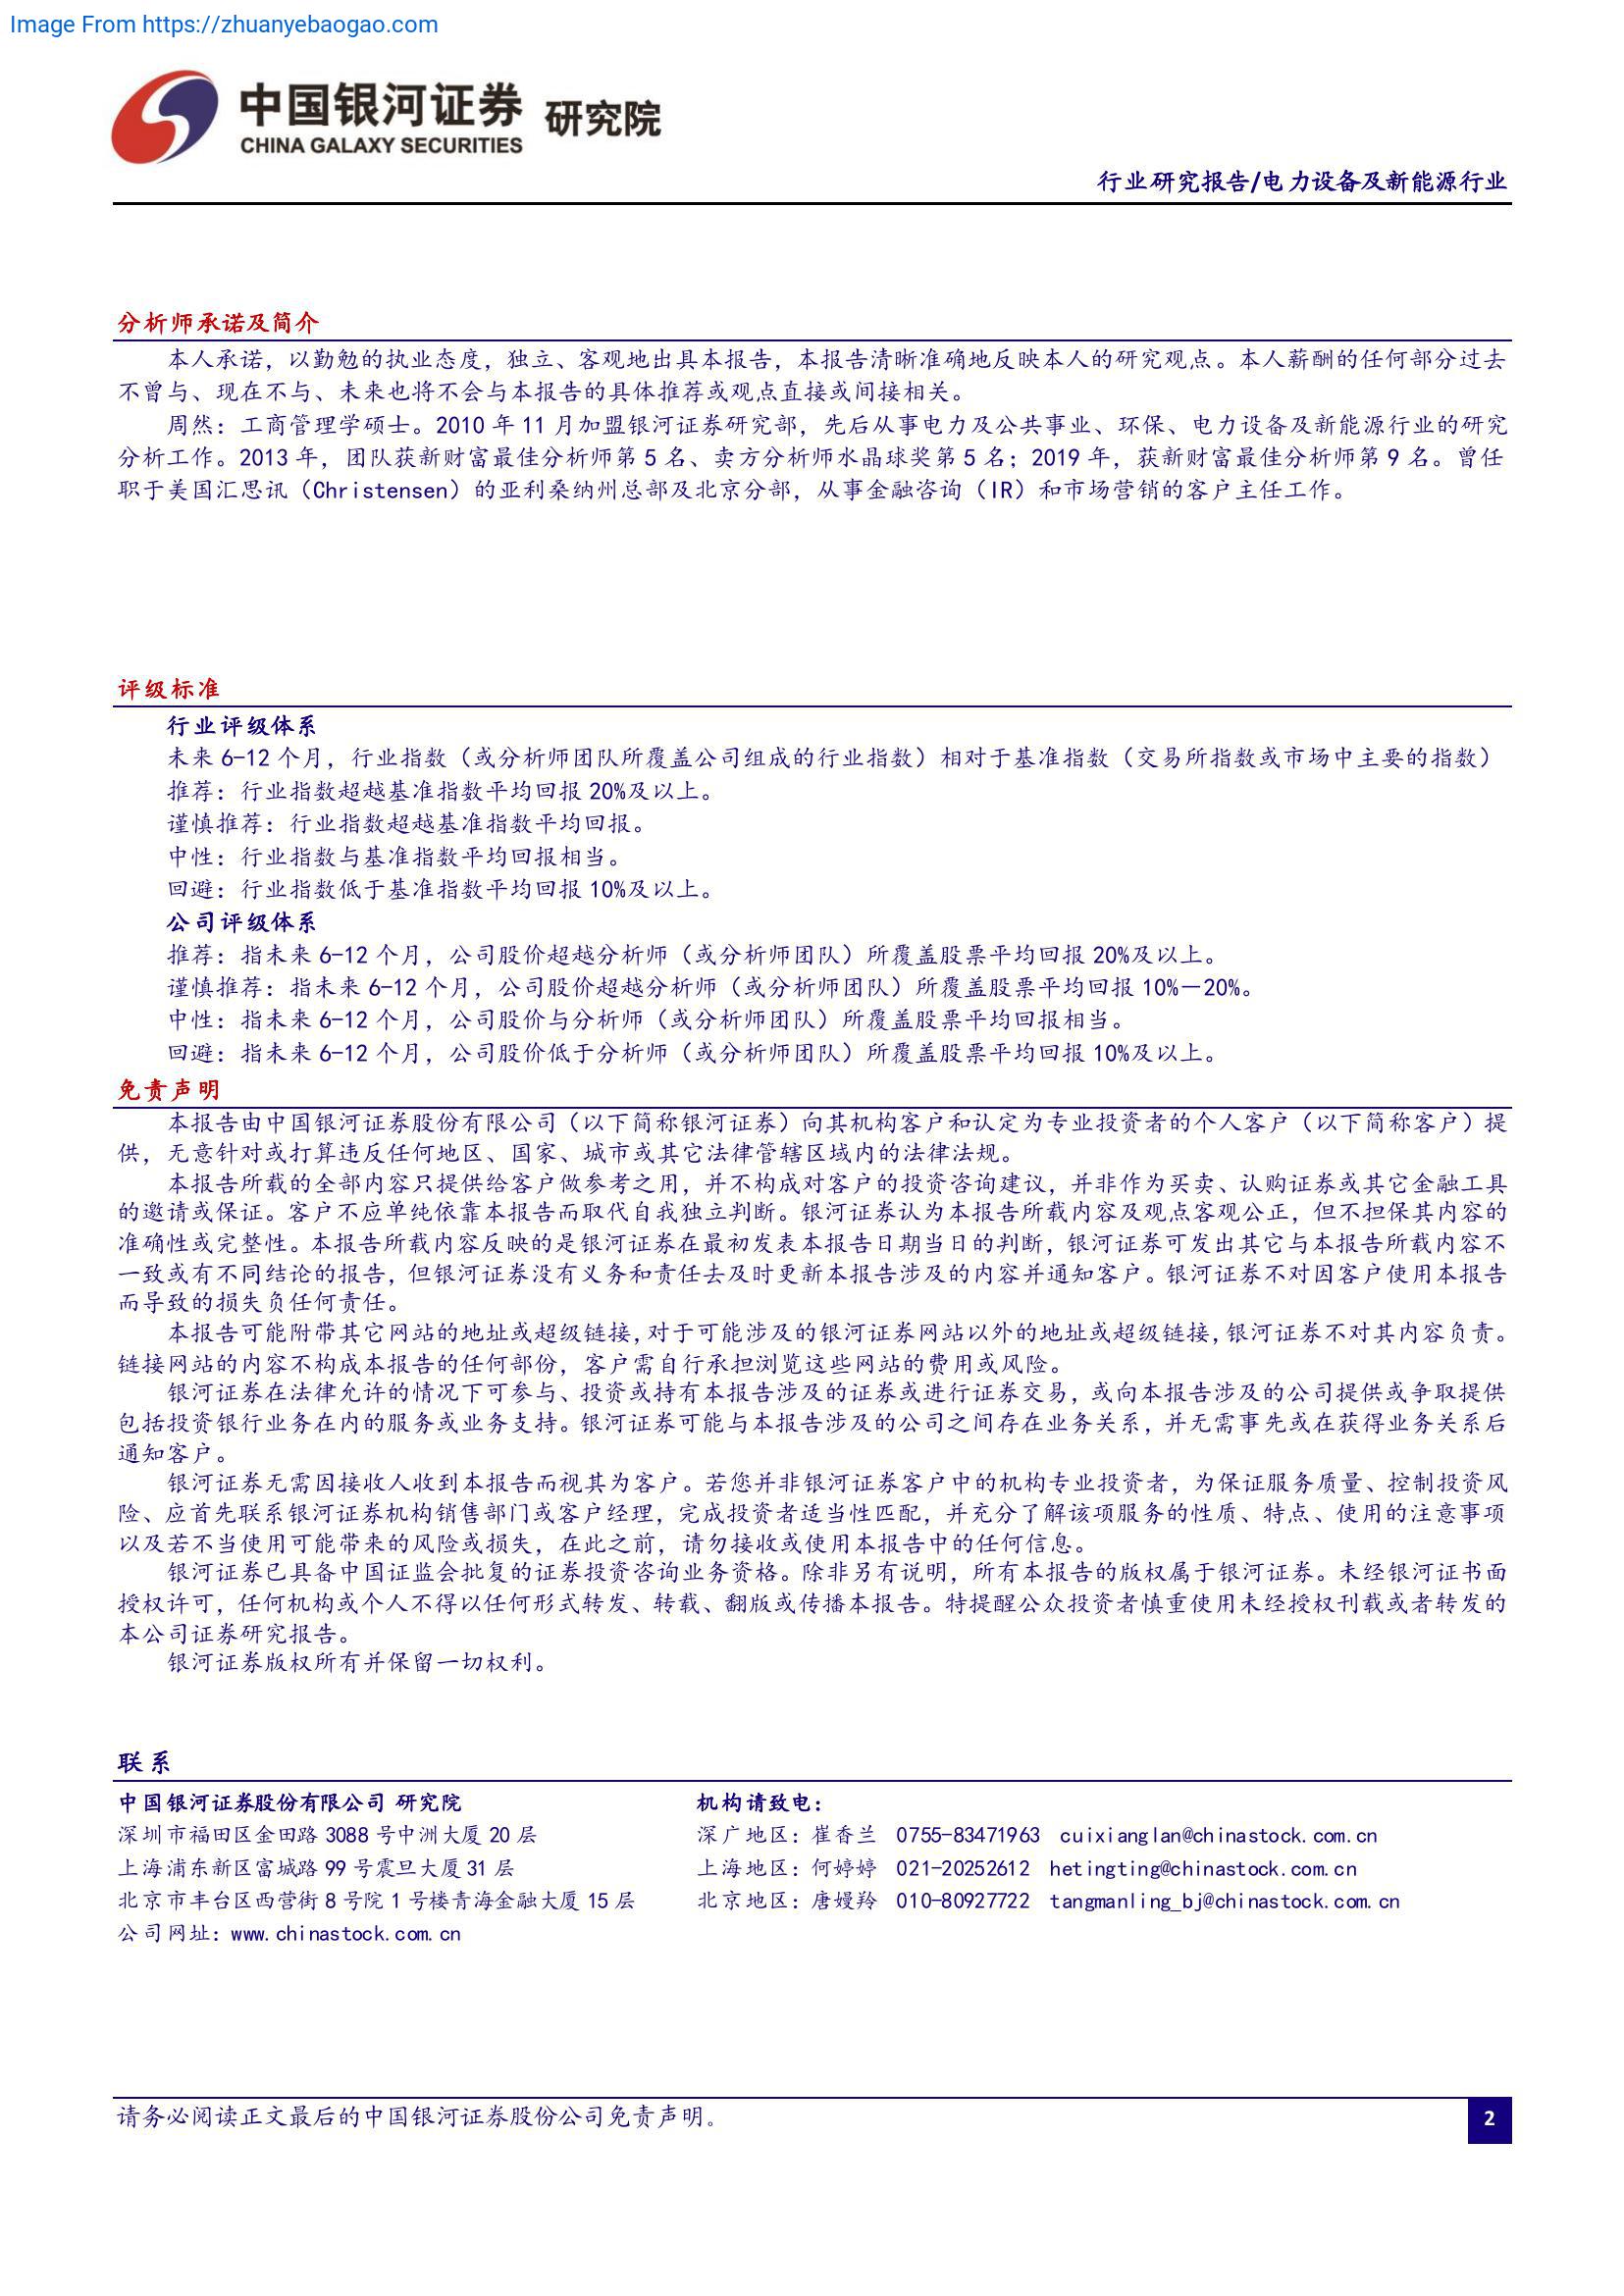 Image From https://zhuanyebaogao.com
中国银河证券 研究院
CHINA GALAXY SECURITIES
行业研究报告/电力设备及新能源行业
分析师承诺及简介
本人承诺，以勤勉的执业态度，独立、客观地出具本报告，本报告清晰准确地反映本人的研究观点。本人薪酬的任何部分过去
不曾与、现在不与、未来也将不会与本报告的具体推荐或观点直接或间接相关。
周然：工商管理学硕士。2010 年 11 月加盟银河证券研究部，先后从事电力及公共事业、环保、电力设备及新能源行业的研究
分析工作。2013 年，团队获新财富最佳分析师第 5 名、卖方分析师水晶球奖第 5 名；2019 年，获新财富最佳分析师第 9 名。曾任
职于美国汇思讯（Christensen）的亚利桑纳州总部及北京分部，从事金融咨询（IR）和市场营销的客户主任工作。
评级标准
行业评级体系
未来 6-12 个月，行业指数（或分析师团队所覆盖公司组成的行业指数）相对于基准指数（交易所指数或市场中主要的指数）
推荐：行业指数超越基准指数平均回报 20%及以上。
谨慎推荐：行业指数超越基准指数平均回报。
中性：行业指数与基准指数平均回报相当。
回避：行业指数低于基准指数平均回报 10%及以上。
公司评级体系
推荐：指未来 6-12 个月，公司股价超越分析师（或分析师团队）所覆盖股票平均回报 20%及以上。
谨慎推荐：指未来 6-12 个月，公司股价超越分析师（或分析师团队）所覆盖股票平均回报 10%－20%。
中性：指未来 6-12 个月，公司股价与分析师（或分析师团队）所覆盖股票平均回报相当。
回避：指未来 6-12 个月，公司股价低于分析师（或分析师团队）所覆盖股票平均回报 10%及以上。
免责声明
本报告由中国银河证券股份有限公司（以下简称银河证券）向其机构客户和认定为专业投资者的个人客户（以下简称客户）提
供，无意针对或打算违反任何地区、国家、城市或其它法律管辖区域内的法律法规。
本报告所载的全部内容只提供给客户做参考之用，并不构成对客户的投资咨询建议，并非作为买卖、认购证券或其它金融工具
的邀请或保证。客户不应单纯依靠本报告而取代自我独立判断。银河证券认为本报告所载内容及观点客观公正，但不担保其内容的
准确性或完整性。本报告所载内容反映的是银河证券在最初发表本报告日期当日的判断，银河证券可发出其它与本报告所载内容不
一致或有不同结论的报告，但银河证券没有义务和责任去及时更新本报告涉及的内容并通知客户。银河证券不对因客户使用本报告
而导致的损失负任何责任。
本报告可能附带其它网站的地址或超级链接，对于可能涉及的银河证券网站以外的地址或超级链接，银河证券不对其内容负责。
链接网站的内容不构成本报告的任何部份，客户需自行承担浏览这些网站的费用或风险。
银河证券在法律允许的情况下可参与、投资或持有本报告涉及的证券或进行证券交易，或向本报告涉及的公司提供或争取提供
包括投资银行业务在内的服务或业务支持。银河证券可能与本报告涉及的公司之间存在业务关系，并无需事先或在获得业务关系后
通知客户。
银河证券无需因接收人收到本报告而视其为客户。若您并非银河证券客户中的机构专业投资者，为保证服务质量、控制投资风
险、应首先联系银河证券机构销售部门或客户经理，完成投资者适当性匹配，并充分了解该项服务的性质、特点、使用的注意事项
以及若不当使用可能带来的风险或损失，在此之前，请勿接收或使用本报告中的任何信息。
银河证券已具备中国证监会批复的证券投资咨询业务资格。除非另有说明，所有本报告的版权属于银河证券。未经银河证书面
授权许可，任何机构或个人不得以任何形式转发、转载、翻版或传播本报告。特提醒公众投资者慎重使用未经授权刊载或者转发的
本公司证券研究报告。
银河证券版权所有并保留一切权利。
联系
中国银河证券股份有限公司 研究院 机构请致电：
深圳市福田区金田路 3088 号中洲大厦 20 层 深广地区：崔香兰 0755-83471963 cuixianglan@chinastock.com.cn
上海浦东新区富城路 99 号震旦大厦 31 层 上海地区：何婷婷 021-20252612 hetingting@chinastock.com.cn
北京市丰台区西营街 8 号院 1 号楼青海金融大厦 15 层 北京地区：唐嫚羚 010-80927722 tangmanling_bj@chinastock.com.cn
公司网址：www.chinastock.com.cn
请务必阅读正文最后的中国银河证券股份公司免责声明。
2